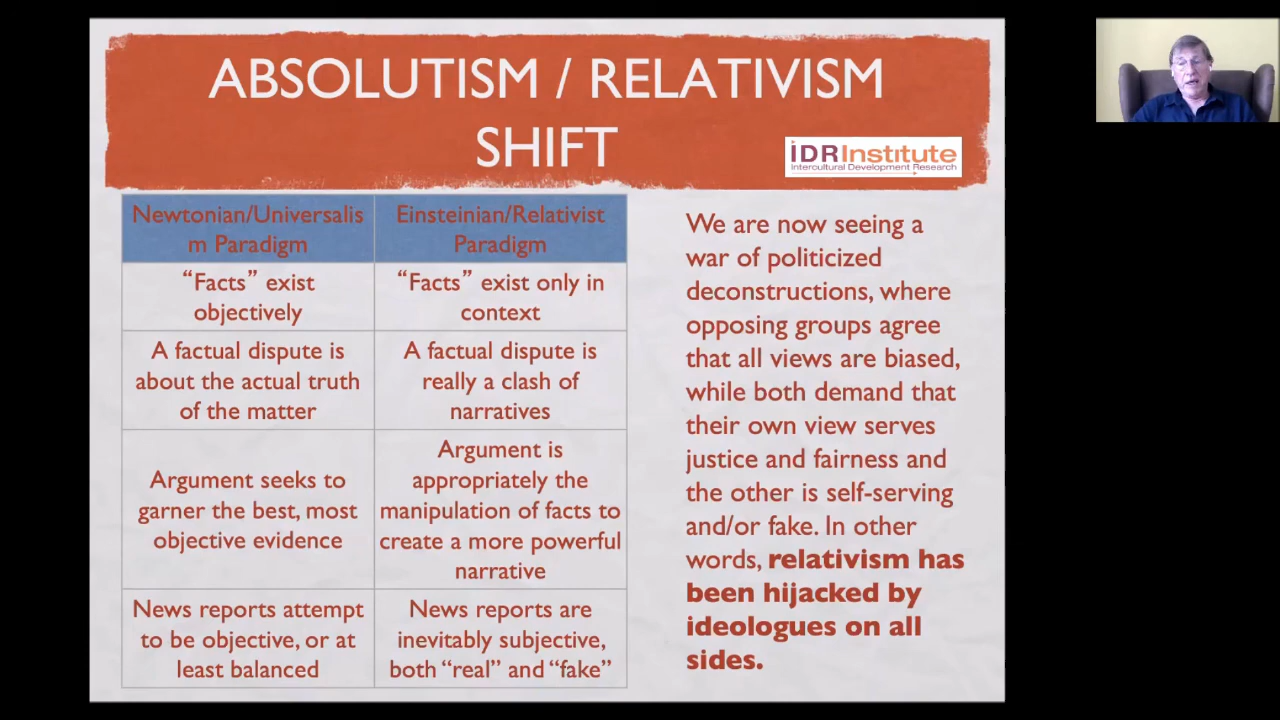 ABSOLUTISM / RELATIVISM
SHIFT
IDRInstitute
Intercultural Development Research
Newtonian/Universalis
m Paradigm
Einsteinian/Relativist
Paradigm
“Facts” exist
objectively
“Facts” exist only in
context
A factual dispute is
about the actual truth
of the matter
A factual dispute is
really a clash of
narratives
Argument seeks to
garner the best, most
objective evidence
Argument is
appropriately the
manipulation of facts to
create a more powerful
narrative
News reports attempt
to be objective, or at
least balanced
News reports are
inevitably subjective,
both “real” and “fake”
We are now seeing a
war of politicized
deconstructions, where
opposing groups agree
that all views are biased,
while both demand that
their own view serves
justice and fairness and
the other is self-serving
and/or fake. In other
words, relativism has
been hijacked by
ideologues on all
sides.